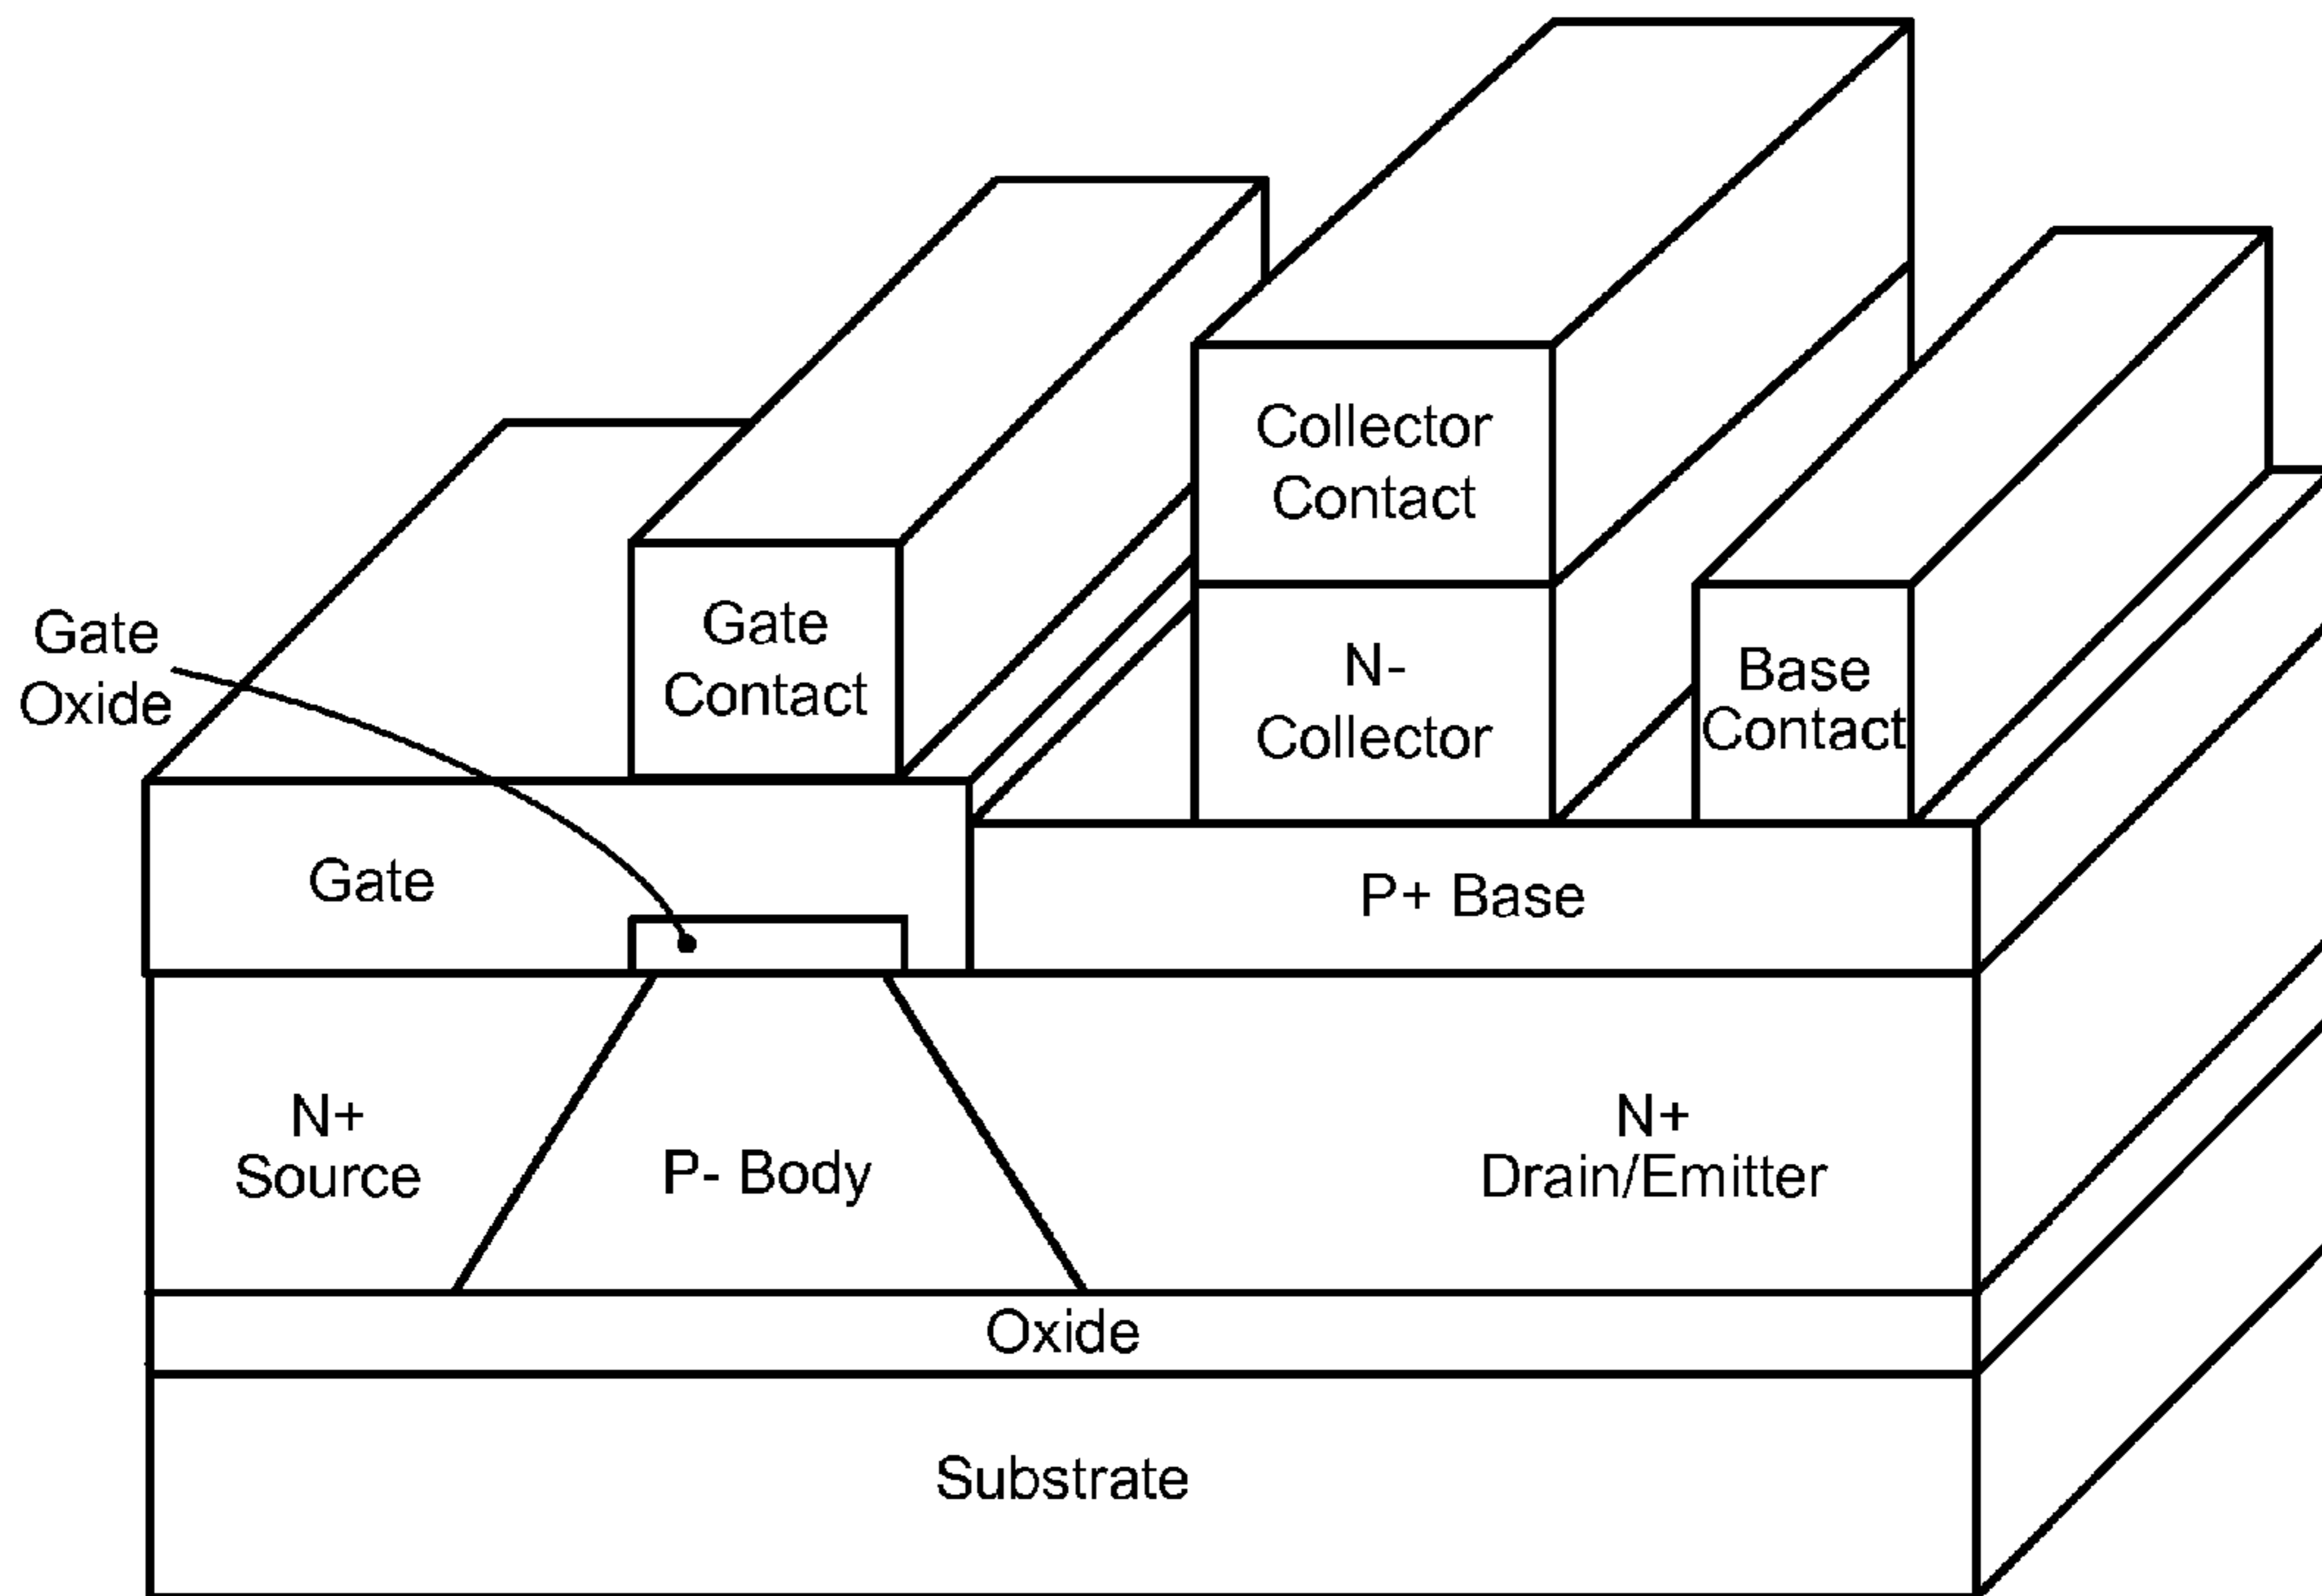 Collector
Contact
Gate
Contact
Gate
Oxide
N-
Collector
Base
Contact
Gate
P+ Base
N+
Source
P- Body
N+
Drain/Emitter
Oxide
Substrate